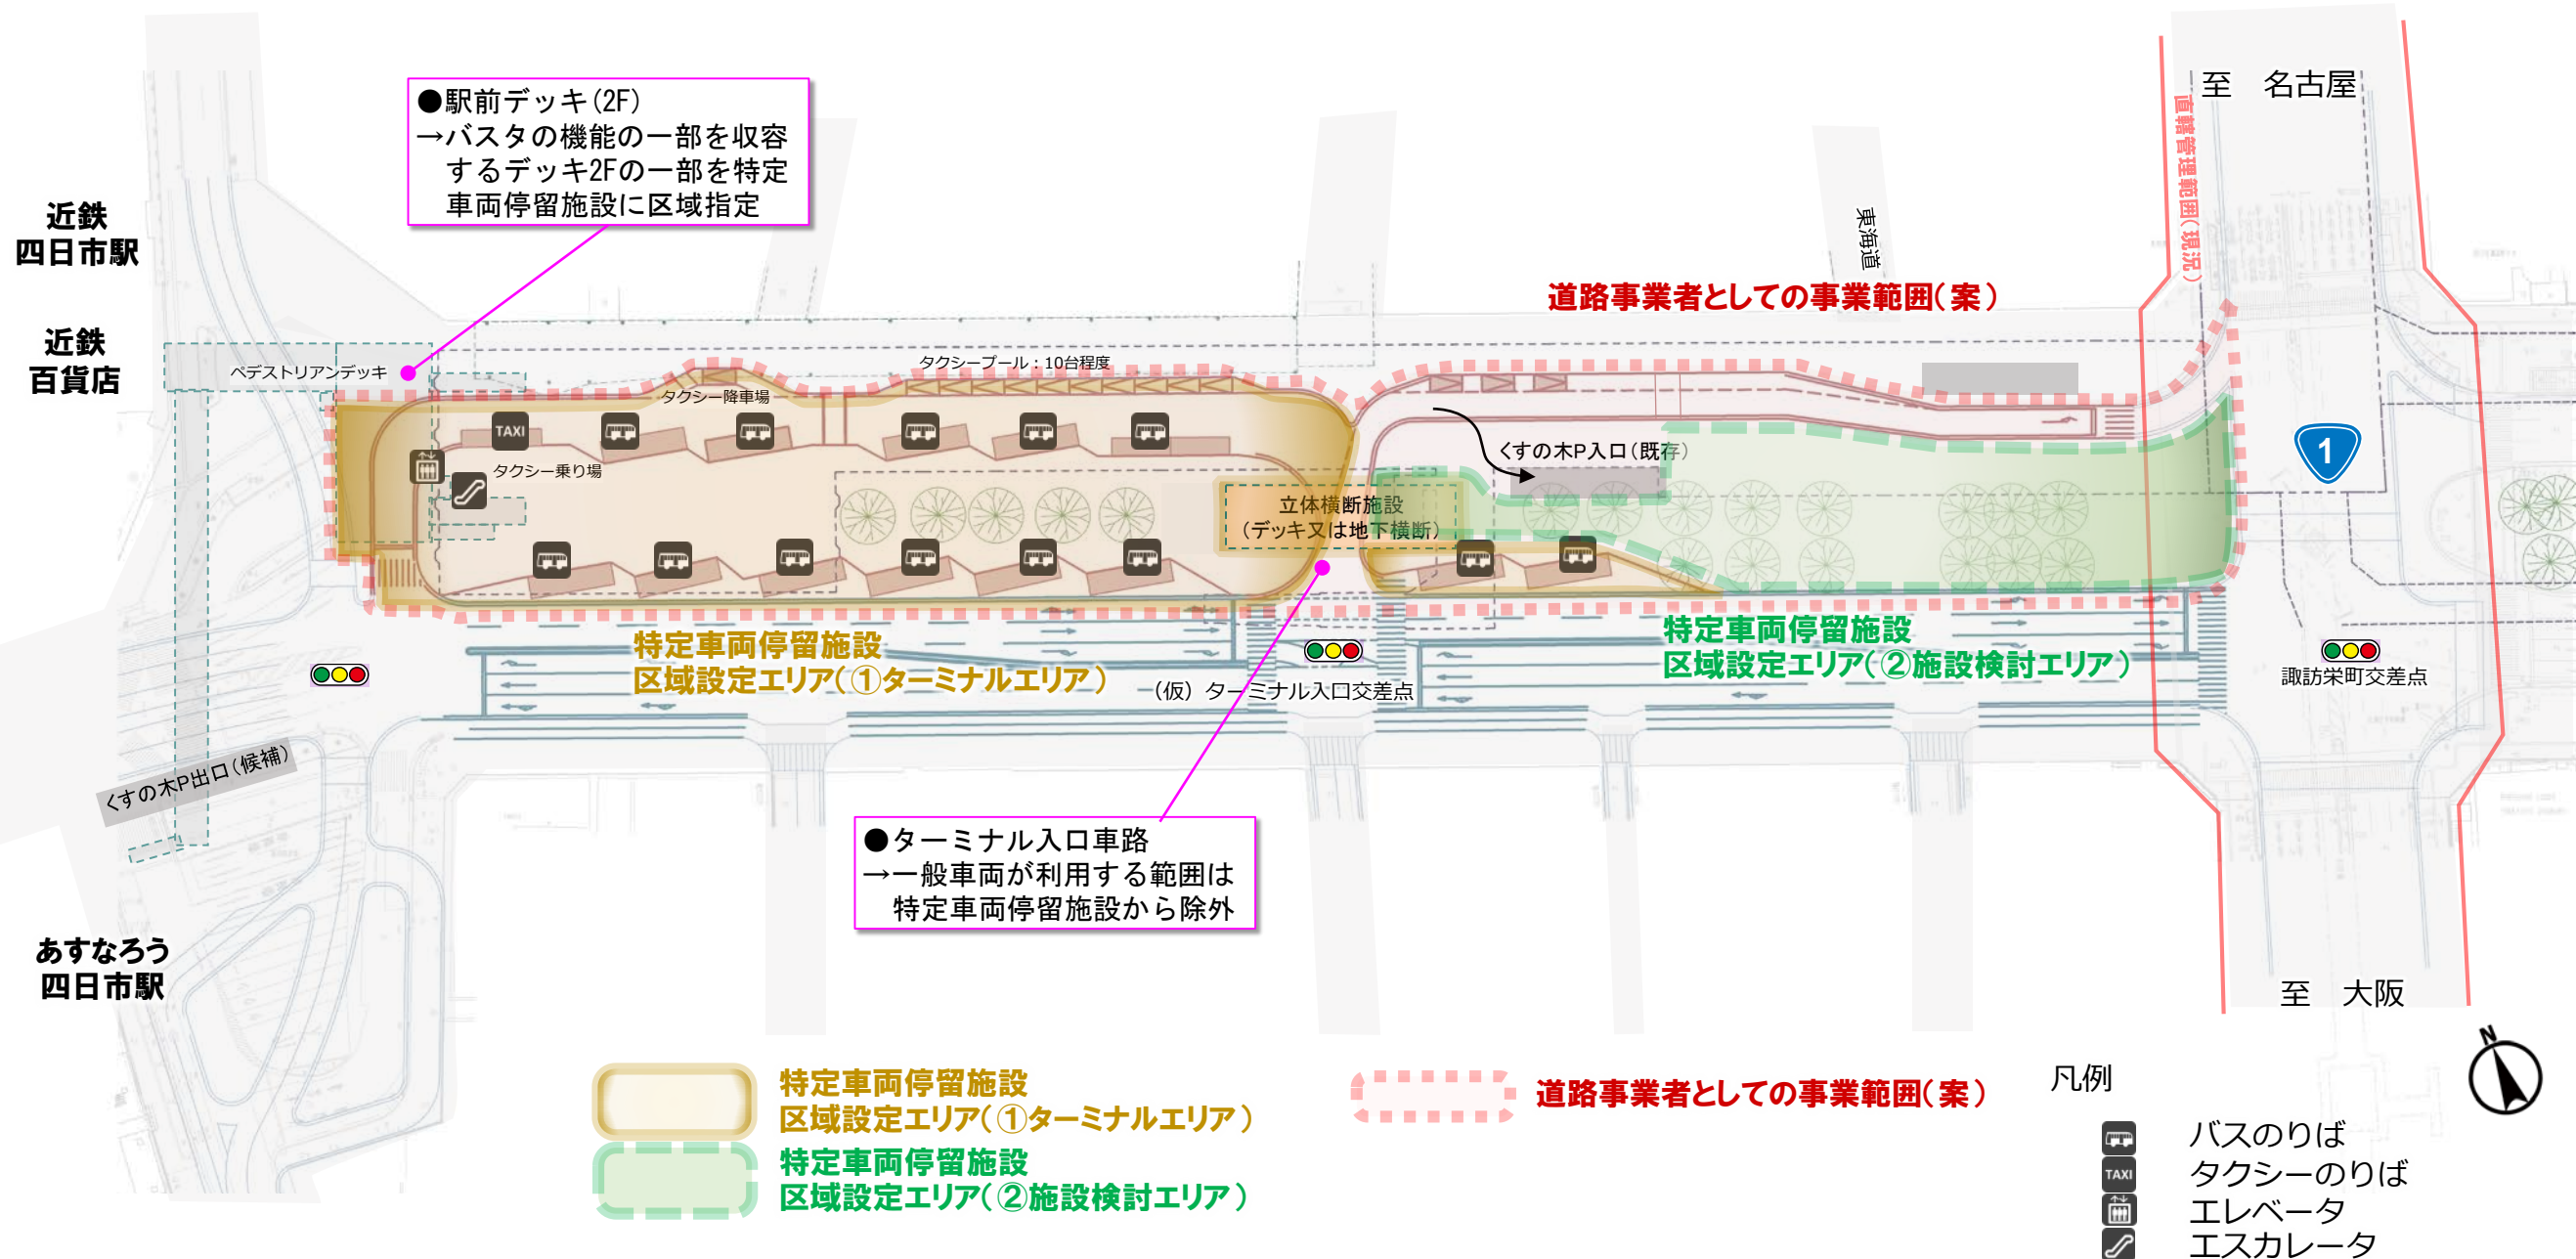 至　名古屋
直轄管理範囲(現況)
●駅前デッキ(2F)
→バスタの機能の一部を収容
するデッキ2Fの一部を特定
車両停留施設に区域指定
近鉄
四日市駅
東海道
道路事業者としての事業範囲(案)
近鉄
百貨店
ペデストリアンデッキ
タクシープール：10台程度
タクシー降車場
TAXI
タクシー乗り場
くすの木P入口(既存)
1
立体横断施設
(デッキ又は地下横断)
特定車両停留施設
区域設定エリア(①ターミナルエリア)
特定車両停留施設
区域設定エリア(②施設検討エリア)
(仮) ターミナル入口交差点
諏訪栄町交差点
くすの木P出口(候補)
●ターミナル入口車路
→一般車両が利用する範囲は
特定車両停留施設から除外
あすなろう
四日市駅
至　大阪
N
特定車両停留施設
区域設定エリア(①ターミナルエリア)
特定車両停留施設
区域設定エリア(②施設検討エリア)
道路事業者としての事業範囲(案)
凡例
バスのりば
TAXI タクシーのりば
エレベータ
エスカレータ